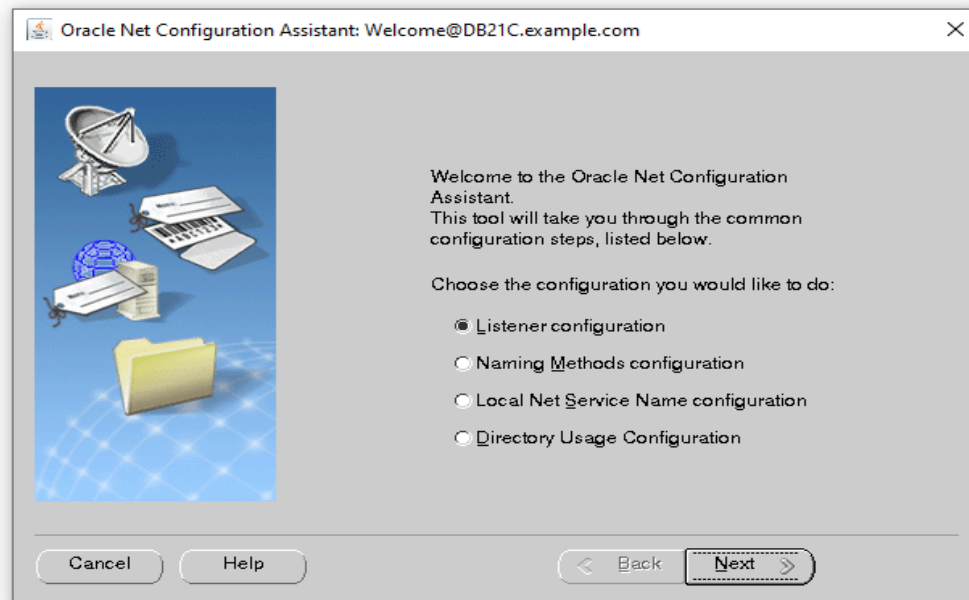 Oracle Net Configuration Assistant: Welcome@DB21C.example.com
Welcome to the Oracle Net Configuration
Assistant.
This tool will take you through the common
configuration steps, listed below.
Choose the configuration you would like to do:
Listener configuration
Naming Methods configuration
Local Net Service Name configuration
Directory Usage Configuration
Cancel
Help
Back
Next